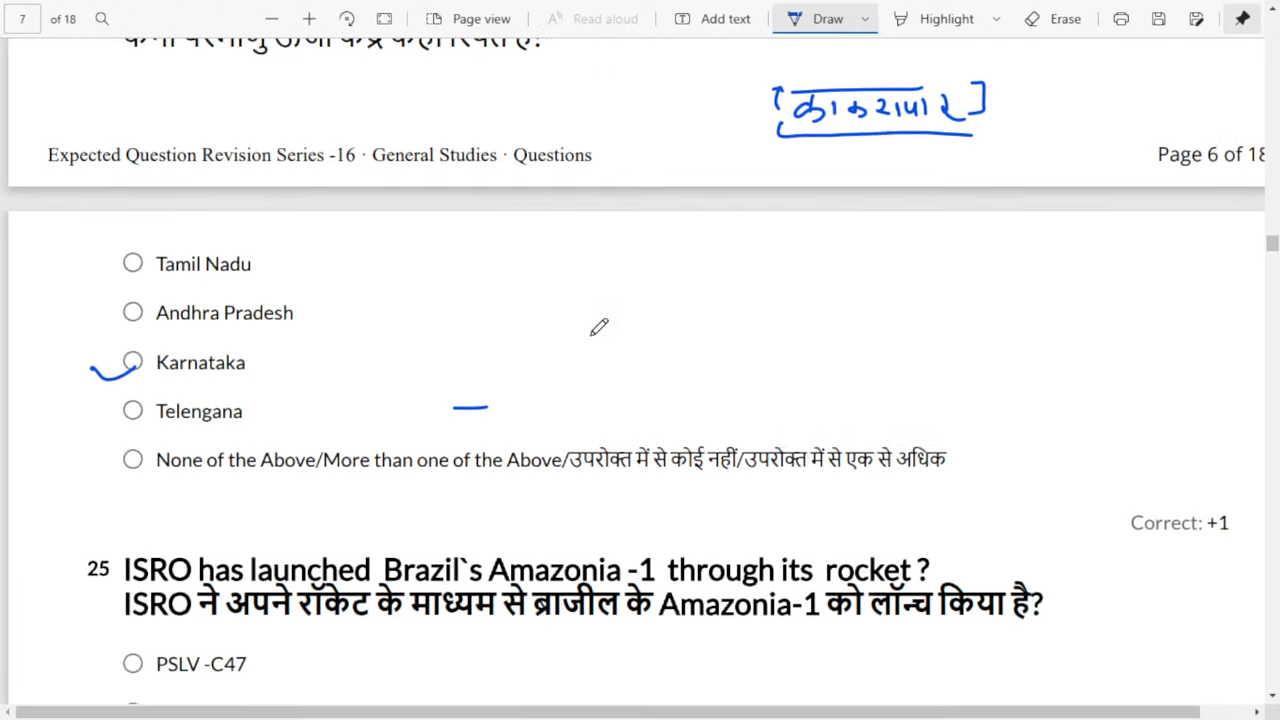 7 of 18 Page view Read aloud Add text Draw Highlight Erase
Expected Question Revision Series -16 · General Studies · Questions
Page 6 of 18
Tamil Nadu
Andhra Pradesh
Karnataka
Telengana
None of the Above/More than one of the Above/उपरोक्त में से कोई नहीं/उपरोक्त में से एक से अधिक
Correct: +1
25 ISRO has launched Brazil`s Amazonia -1 through its rocket ?
ISRO ने अपने रॉकेट के माध्यम से ब्राजील के Amazonia-1 को लॉन्च किया है?
PSLV -C47